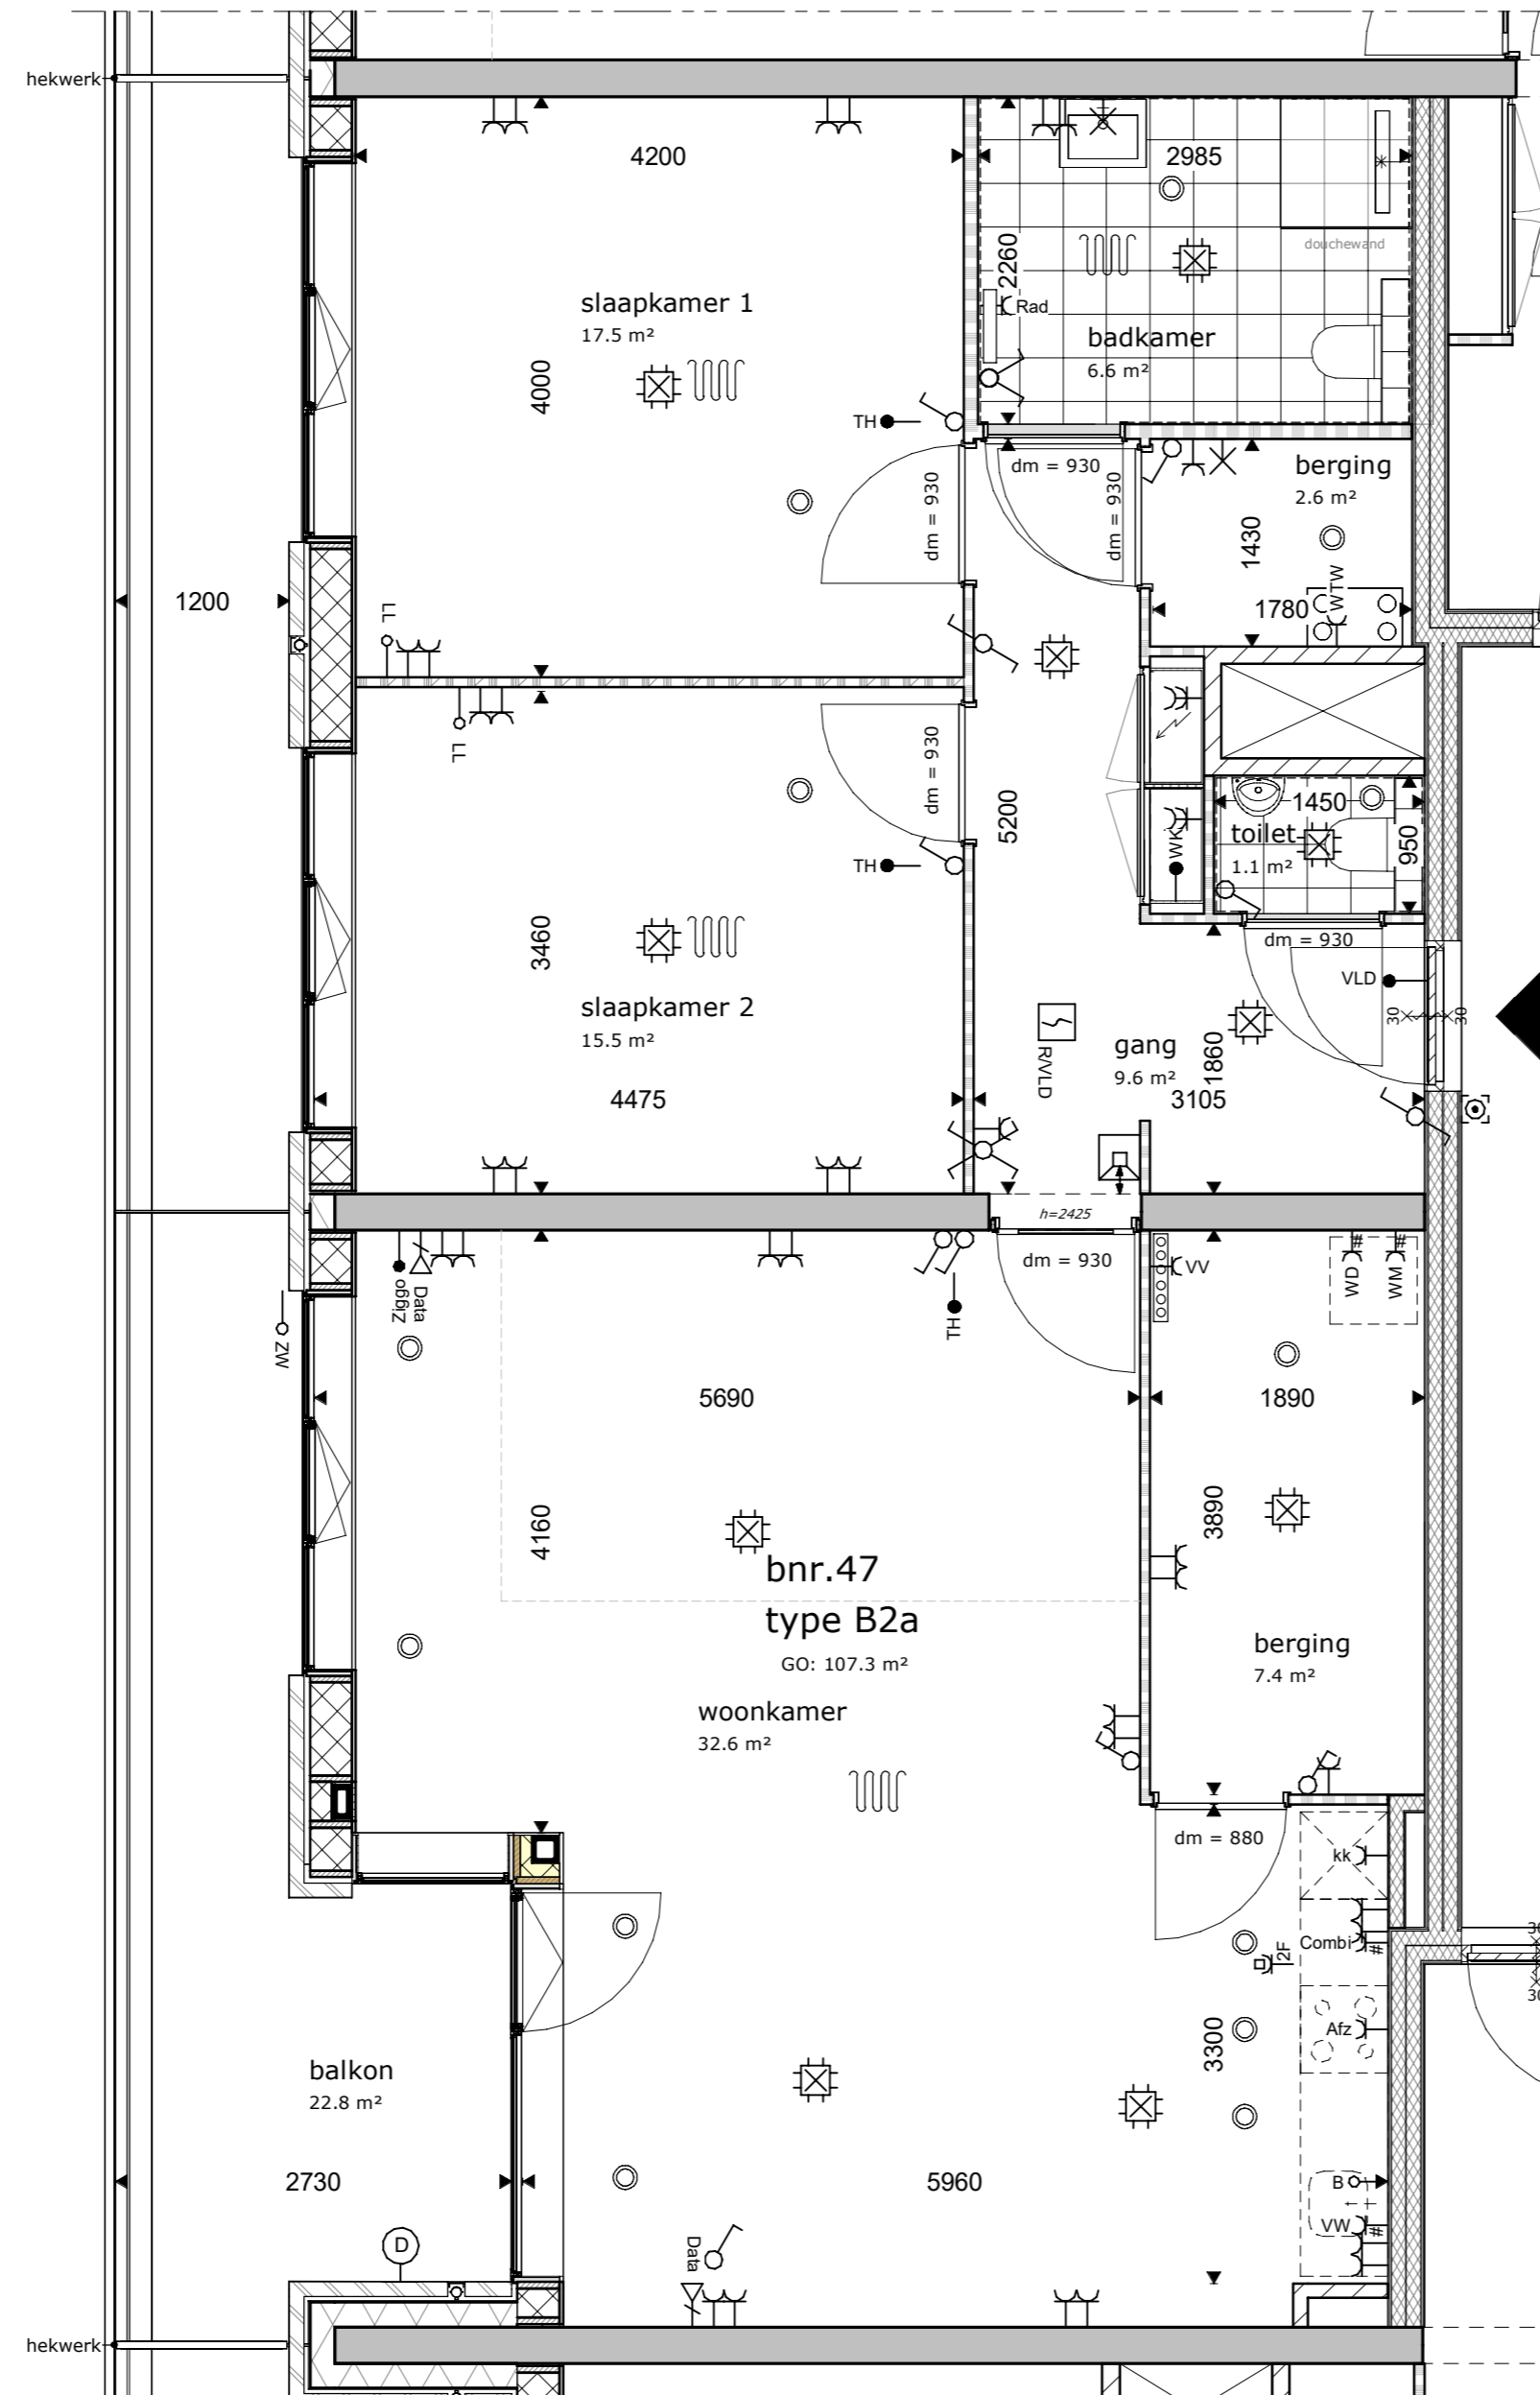 hekwerk
4200
2985
douchewand
2260
slaapkamer 1
17.5 m²
Rad
badkamer
6.6 m²
4000
TH
dm = 930
dm = 930
dm = 930
berging
2.6 m²
1430
WTW
1780
1200
LL
LL
dm = 930
5200
1450
toilet
1.1 m²
950
WK
TH
3460
dm = 930
VLD
30
30
slaapkamer 2
15.5 m²
R/VLD
gang
9.6 m²
1860
4475
3105
h=2425
dm = 930
VV
WD
#
WM
#
Ziggo
Data
TH
ZW
5690
1890
4160
3890
bnr.47
type B2a
GO: 107.3 m²
berging
7.4 m²
woonkamer
32.6 m²
dm = 880
kk
Combi
#
2F
30
30
Afz
3300
balkon
22.8 m²
2730
5960
B
VW
#
D
Data
hekwerk